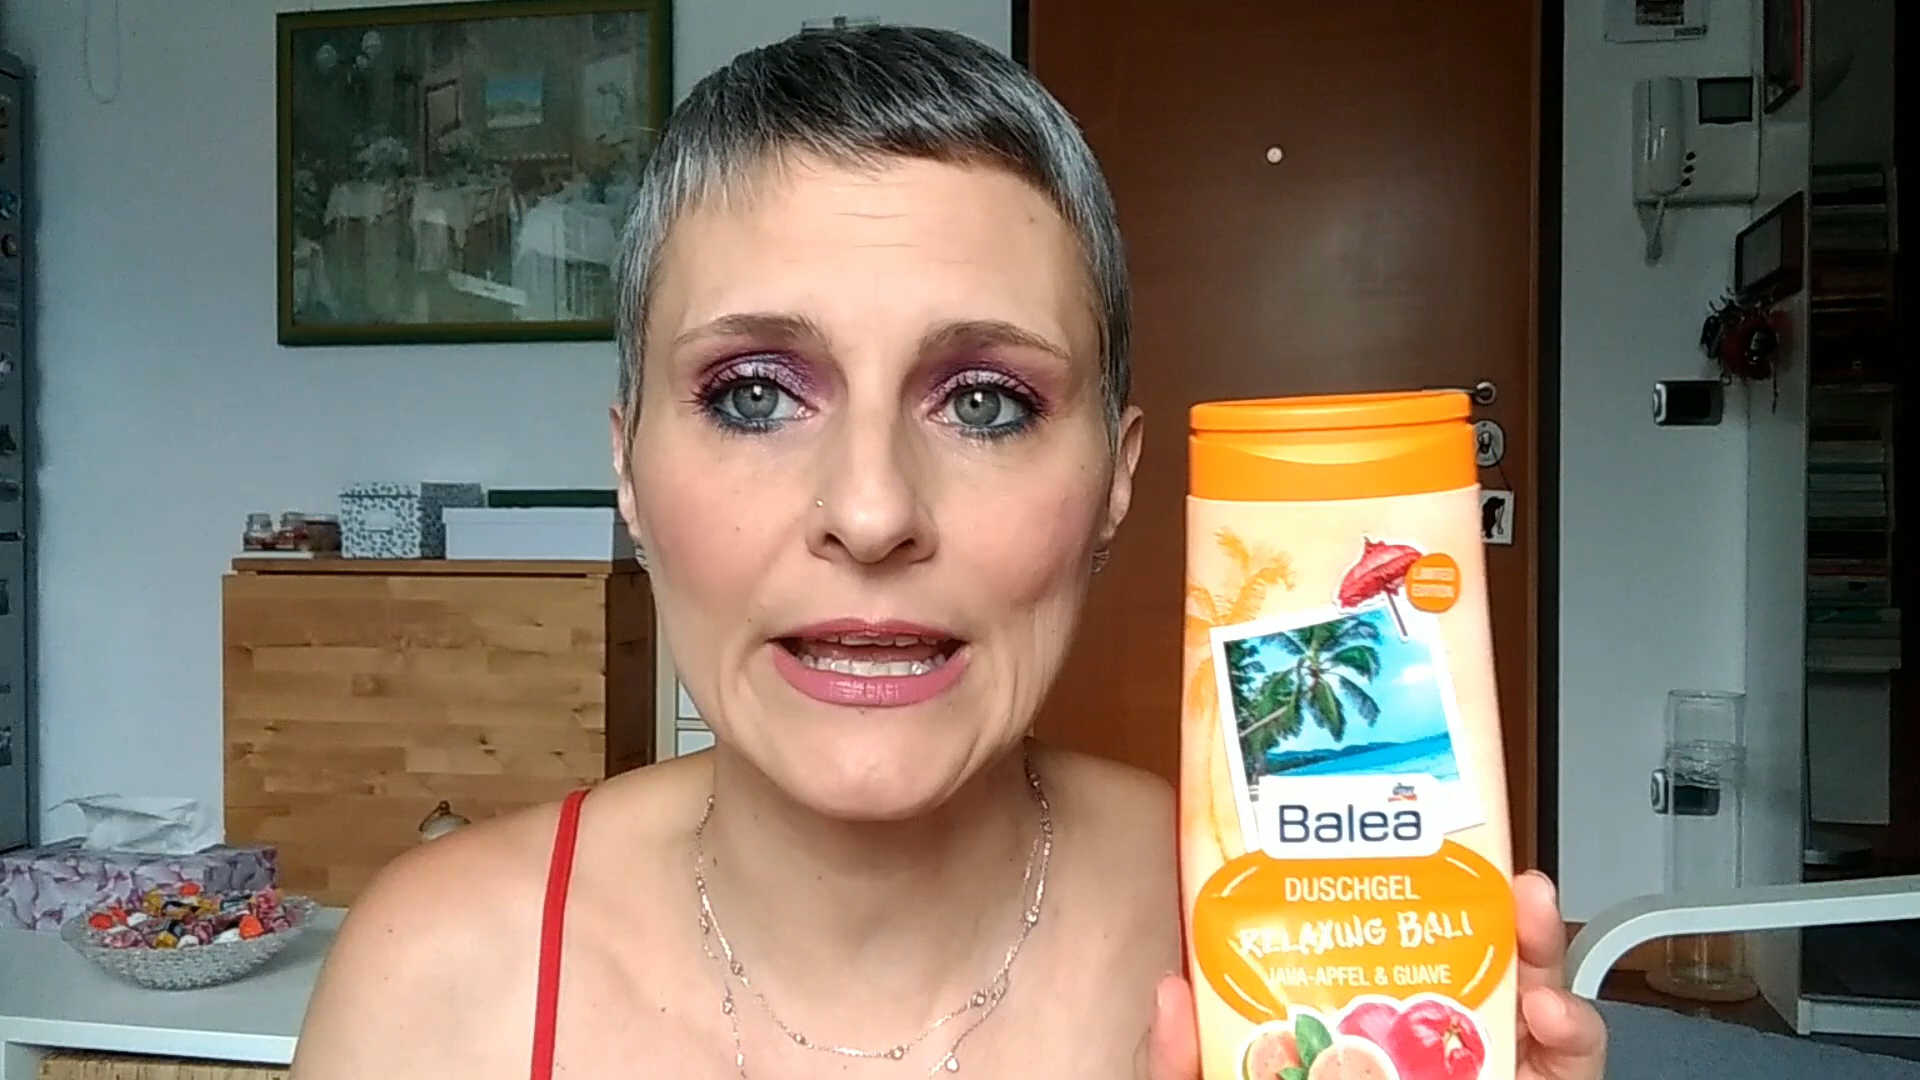 LIMITED
EDITION
Balea
DUSCHGEL
RELAXING BALI
JAVA-APFEL & GUAVE